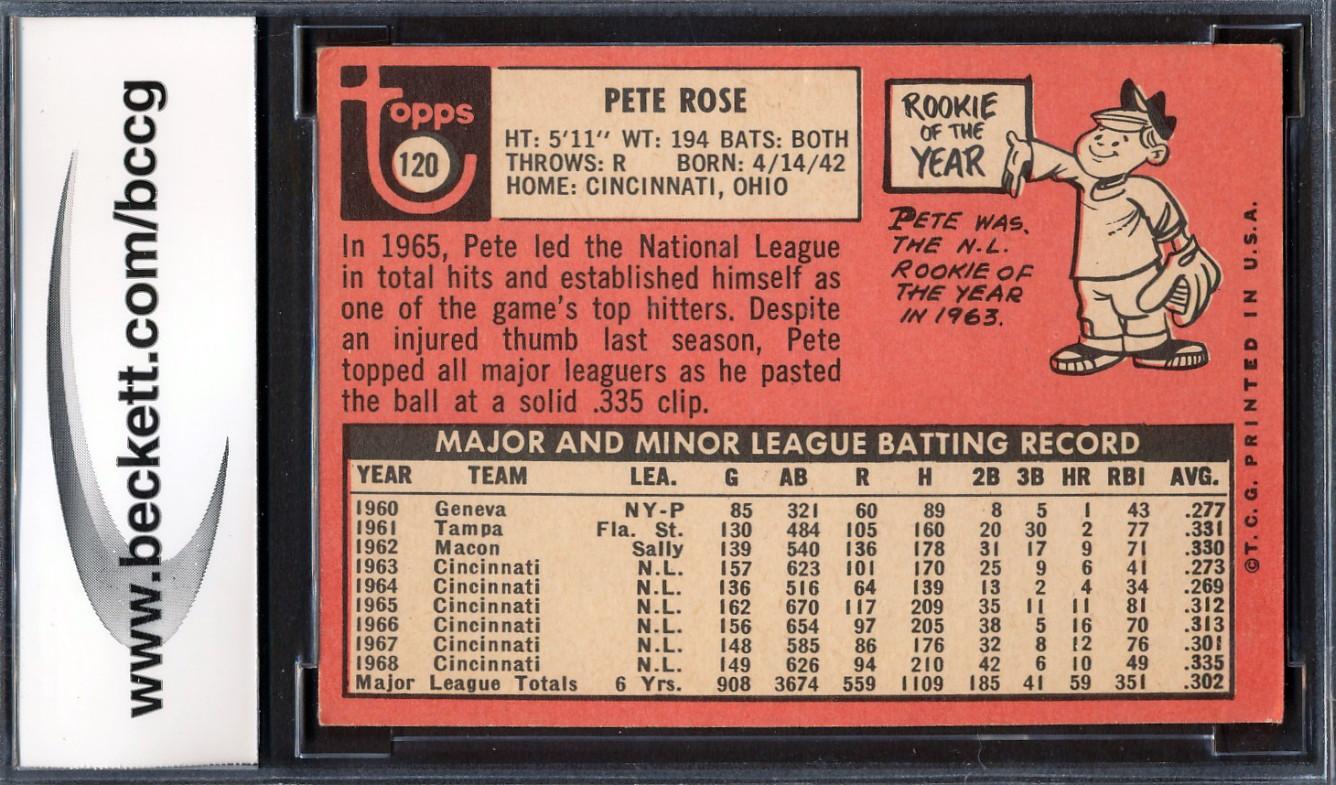 www.beckett.com/bccg
Topps
120
PETE ROSE
HT: 5'11" WT: 194 BATS: BOTH
THROWS: R BORN: 4/14/42
HOME: CINCINNATI, OHIO
In 1965, Pete led the National League
in total hits and established himself as
one of the game's top hitters. Despite
an injured thumb last season, Pete
topped all major leaguers as he pasted
the ball at a solid .335 clip.
ROOKIE
OF THE
YEAR
PETE WAS
THE N.L.
ROOKIE OF
THE YEAR
IN 1963.
MAJOR AND MINOR LEAGUE BATTING RECORD
YEAR TEAM LEA. G AB R H 2B 3B HR RBI AVG.
1960 Geneva NY-P 85 321 60 89 8 5 1 43 .277
1961 Tampa Fla. St. 130 484 105 160 20 30 2 77 .331
1962 Macon Sally 139 540 136 178 31 17 9 71 .330
1963 Cincinnati N.L. 157 623 101 170 25 9 6 41 .273
1964 Cincinnati N.L. 136 516 64 139 13 2 4 34 .269
1965 Cincinnati N.L. 162 670 117 209 35 11 11 81 .312
1966 Cincinnati N.L. 156 654 97 205 38 5 16 70 .313
1967 Cincinnati N.L. 148 585 86 176 32 8 12 76 .301
1968 Cincinnati N.L. 149 626 94 210 42 6 10 49 .335
Major League Totals 6 Yrs. 908 3674 559 1109 185 41 59 351 .302
©T. C. G. PRINTED IN U.S.A.